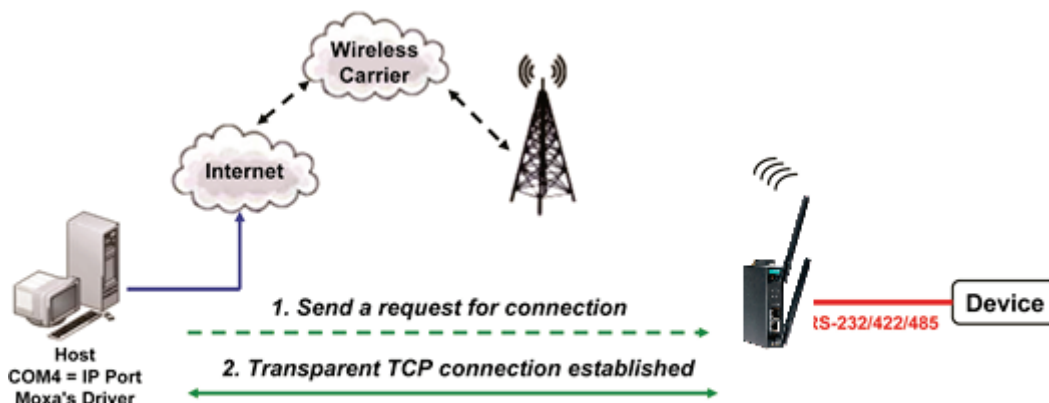 Wireless
Carrier
Internet
1. Send a request for connection
Device
RS-232/422/485
Host
COM4 = IP Port
Moxa's Driver
2. Transparent TCP connection established